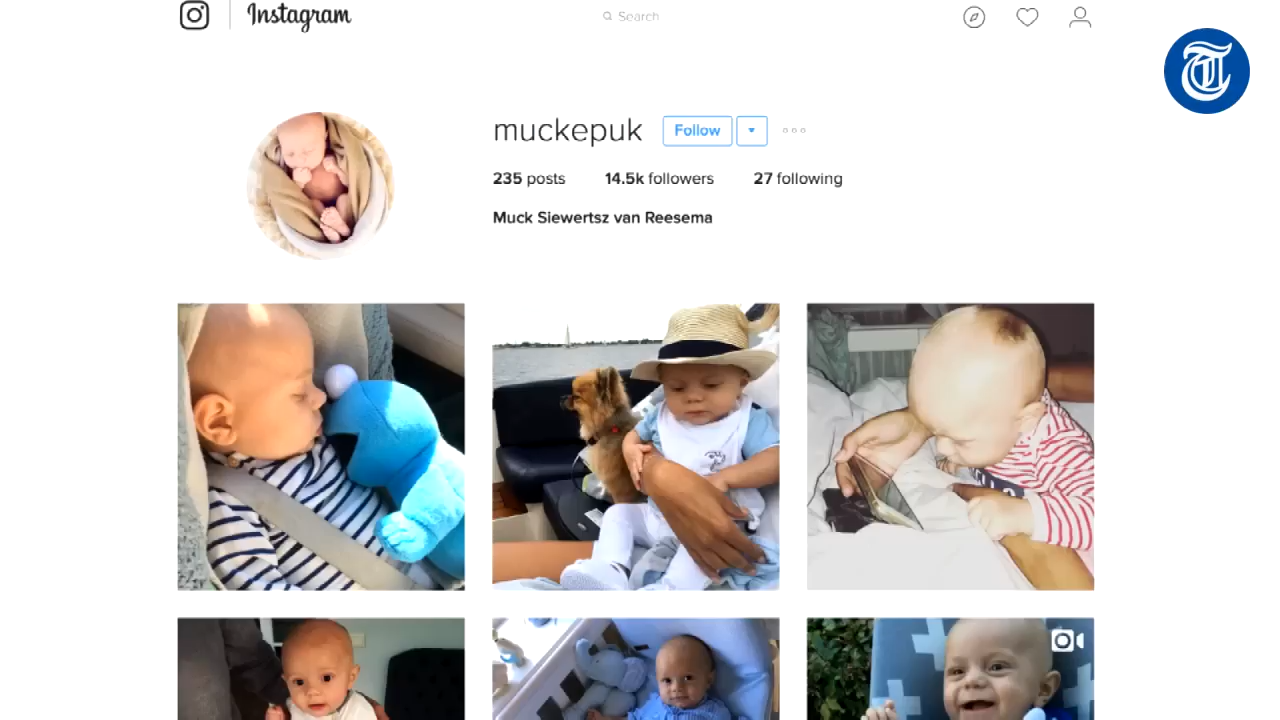 Instagram
Search
muckepuk Follow
235 posts 14.5k followers 27 following
Muck Siewertsz van Reesema
T